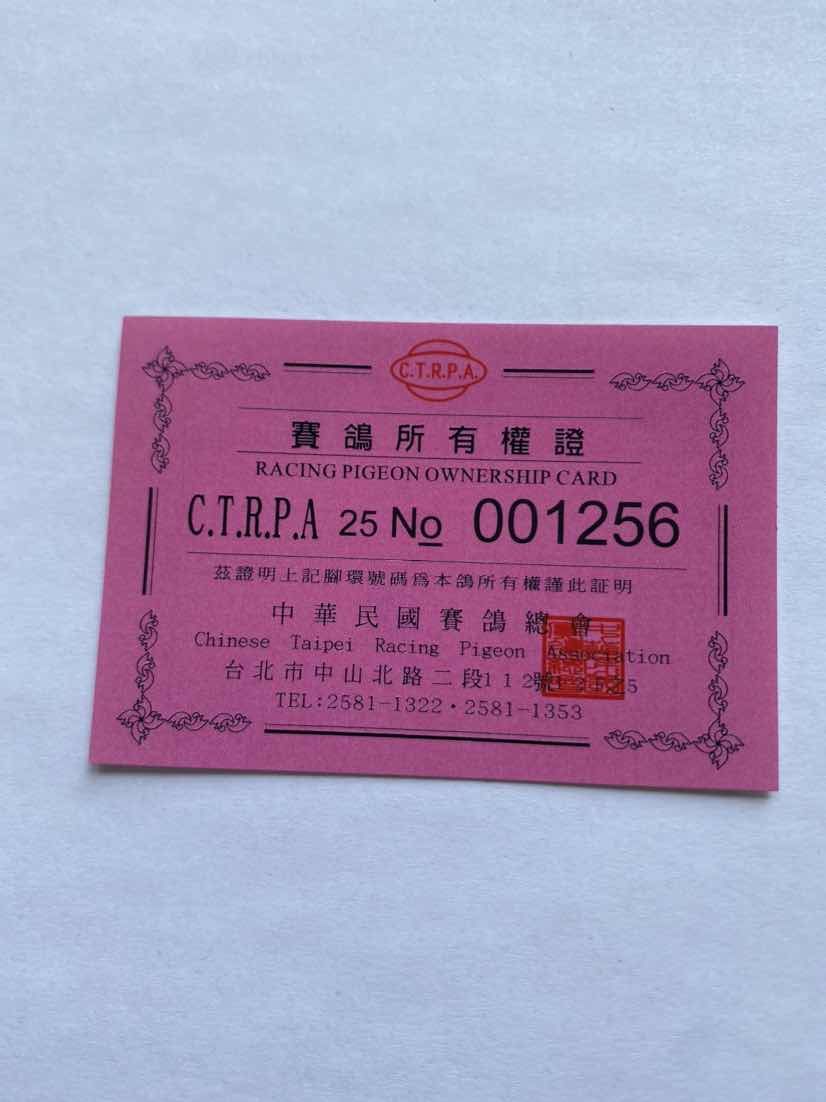 C.T.R.P.A.
賽鴿所有權證
RACING PIGEON OWNERSHIP CARD
C.T.R.P.A 25 No 001256
茲證明上記腳環號碼爲本鴿所有權謹此証明
中華民國賽鴿總會
Chinese Taipei Racing Pigeon Association
台北市中山北路二段112號
TEL:2581-1322・2581-1353